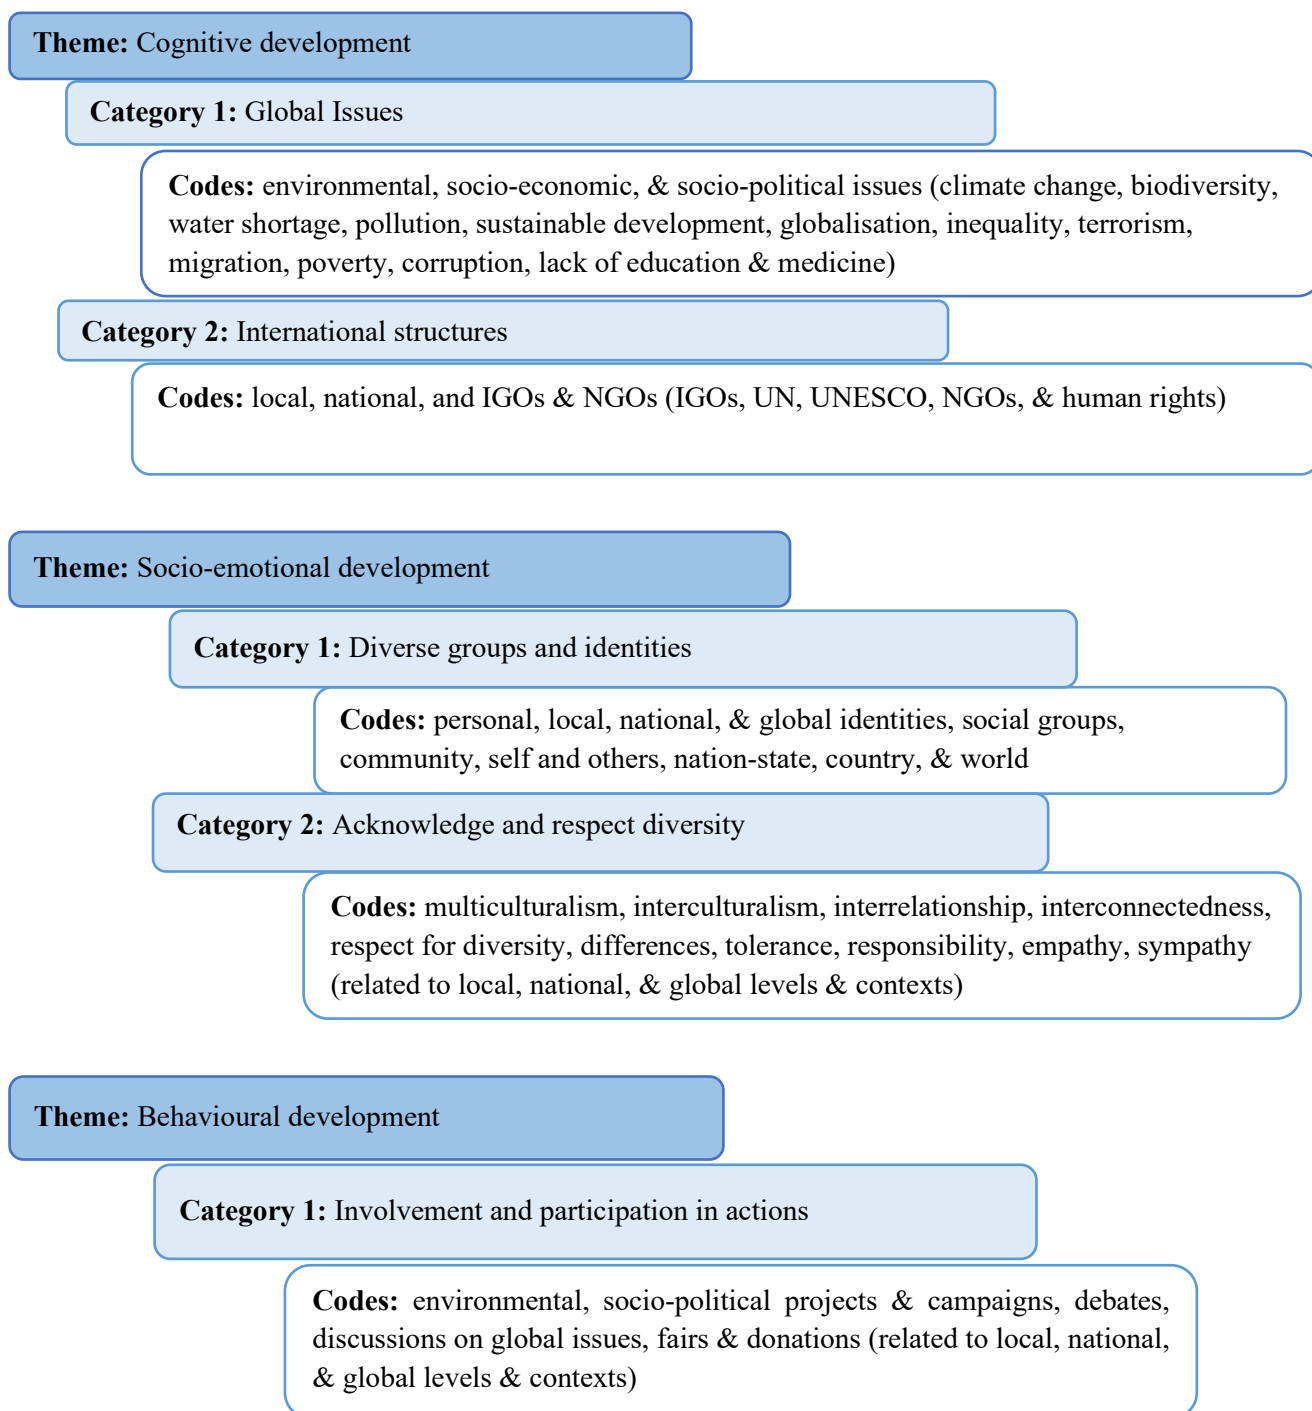 Theme: Cognitive development
Category 1: Global Issues
Codes: environmental, socio-economic, & socio-political issues (climate change, biodiversity,
water shortage, pollution, sustainable development, globalisation, inequality, terrorism,
migration, poverty, corruption, lack of education & medicine)
Category 2: International structures
Codes: local, national, and IGOs & NGOs (IGOs, UN, UNESCO, NGOs, & human rights)
Theme: Socio-emotional development
Category 1: Diverse groups and identities
Codes: personal, local, national, & global identities, social groups,
community, self and others, nation-state, country, & world
Category 2: Acknowledge and respect diversity
Codes: multiculturalism, interculturalism, interrelationship, interconnectedness,
respect for diversity, differences, tolerance, responsibility, empathy, sympathy
(related to local, national, & global levels & contexts)
Theme: Behavioural development
Category 1: Involvement and participation in actions
Codes: environmental, socio-political projects & campaigns, debates,
discussions on global issues, fairs & donations (related to local, national,
& global levels & contexts)